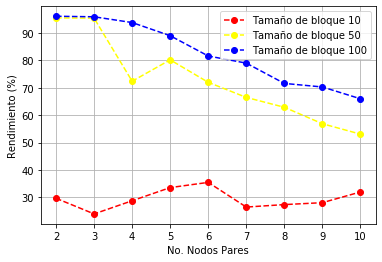 Tamaño de bloque 10
Tamaño de bloque 50
Tamaño de bloque 100
Rendimiento (%)
90
80
70
60
50
40
30
2 3 4 5 6 7 8 9 10
No. Nodos Pares